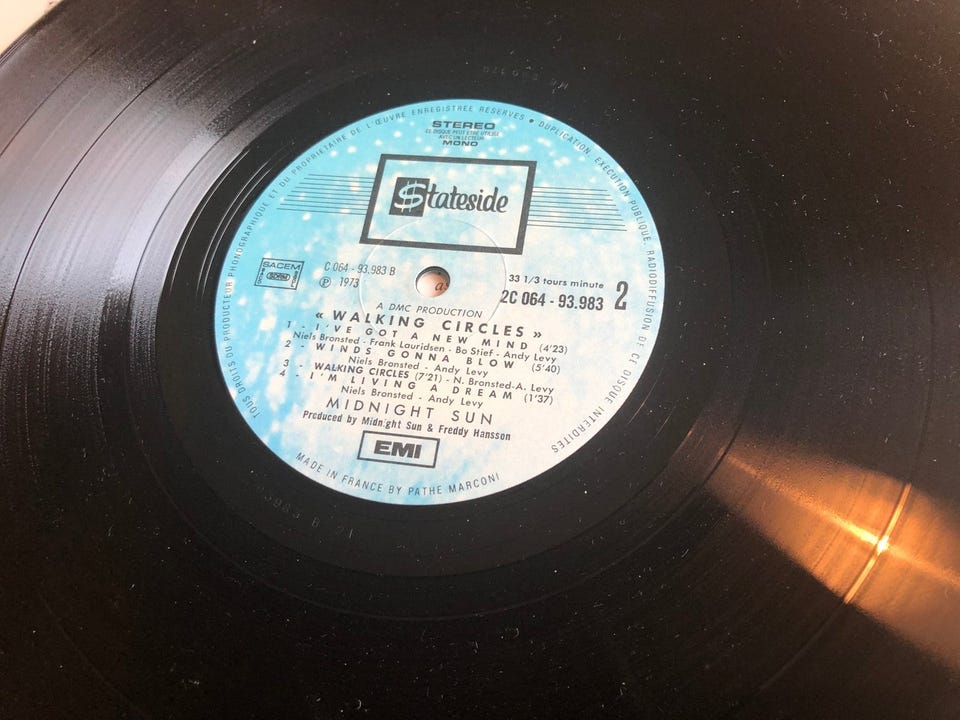 TOUS DROITS DU PRODUCTEUR PHONOGRAPHIQUE ET DU PROPRIETAIRE DE L'ŒUVRE ENREGISTREE RESERVES • DUPLICATION, EXECUTION PUBLIQUE, RADIODIFFUSION DE CE DISQUE INTERDITES
STEREO
CE DISQUE PEUT ETRE UTILISE
AVEC UN LECTEUR
MONO
$tateside
SACEM
SDRM
C 064 - 93.983 B
℗ 1973
33 1/3 tours minute
2C 064 - 93.983 2
A DMC PRODUCTION
« WALKING CIRCLES »
1 - I'VE GOT A NEW MIND (4'23)
Niels Bronsted - Frank Lauridsen - Bo Stief - Andy Levy
2 - WINDS GONNA BLOW (5'40)
Niels Bronsted - Andy Levy
3 - WALKING CIRCLES (7'21) - N. Bronsted-A. Levy
4 - I'M LIVING A DREAM (1'37)
Niels Bronsted - Andy Levy
MIDNIGHT SUN
Produced by Midnight Sun & Freddy Hansson
EMI
MADE IN FRANCE BY PATHE MARCONI